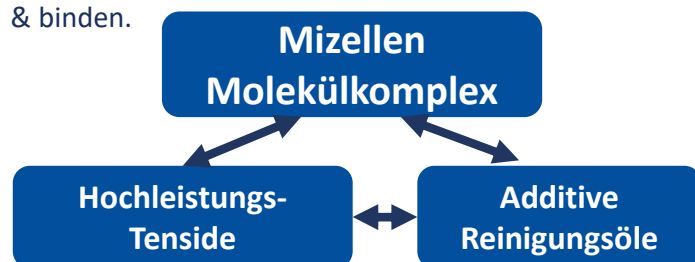 & binden.
Mizellen
Molekülkomplex
Hochleistungs-
Tenside
Additive
Reinigungsöle